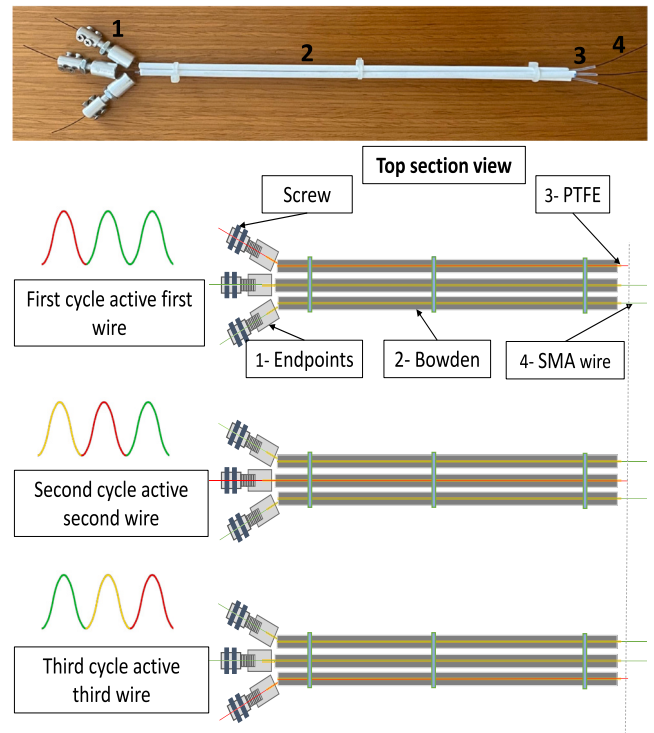 1
2
3
4
Top section view
Screw
3- PTFE
First cycle active first
wire
1- Endpoints
2- Bowden
4- SMA wire
Second cycle active
second wire
Third cycle active
third wire